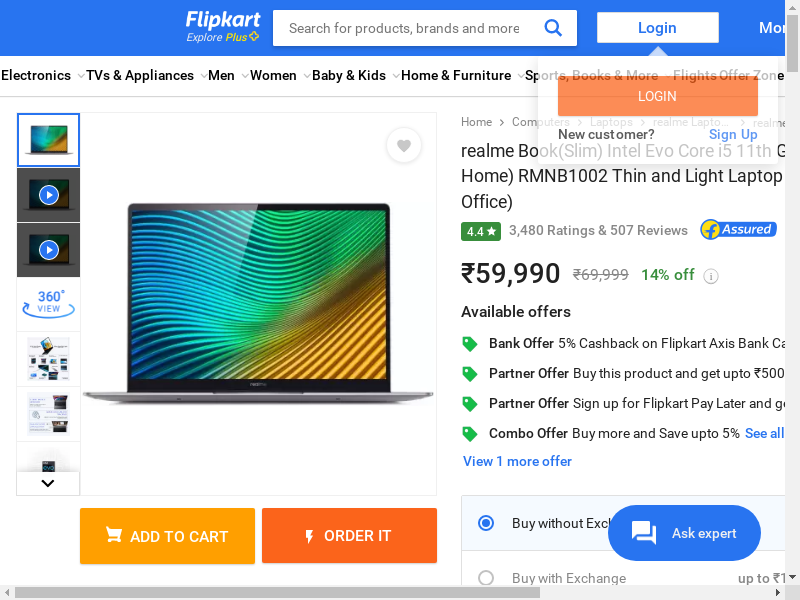 Flipkart
Explore Plus
Search for products, brands and more
Login
Mor
Electronics
TVs & Appliances
Men
Women
Baby & Kids
Home & Furniture
Sports, Books & More
Flights
Offer Zone
LOGIN
New customer?
Sign Up
Home
Computers
Laptops
realme Lapto...
realme
realme Book(Slim) Intel Evo Core i5 11th G
Home) RMNB1002 Thin and Light Laptop
Office)
4.4
3,480 Ratings & 507 Reviews
Assured
₹59,990
₹69,999
14% off
i
Available offers
Bank Offer 5% Cashback on Flipkart Axis Bank Ca
Partner Offer Buy this product and get upto ₹500
Partner Offer Sign up for Flipkart Pay Later and ge
Combo Offer Buy more and Save upto 5% See all
View 1 more offer
360°
VIEW
realme
ADD TO CART
ORDER IT
Buy without Exch
Ask expert
Buy with Exchange
up to ₹1